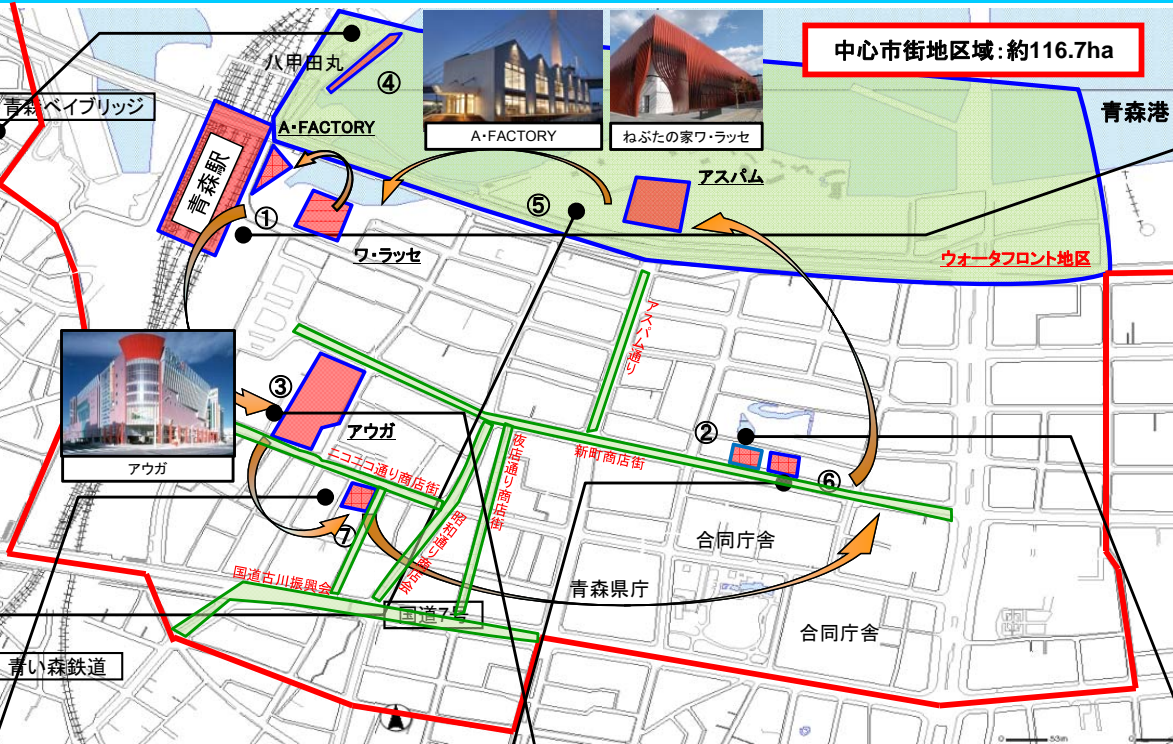 中心市街地区域：約116.7ha
八甲田丸
④
青森ベイブリッジ
青森港
A・FACTORY
A・FACTORY
ねぶたの家ワ・ラッセ
青森駅
アスパム
①
⑤
ワ・ラッセ
ウォータフロント地区
アスパム通り
③
アウガ
アウガ
②
新町商店街
夜店通り商店街
ニコニコ通り商店街
⑥
⑦
昭和通り商店会
合同庁舎
国道古川振興会
青森県庁
国道7号
合同庁舎
青い森鉄道
0
53m
0